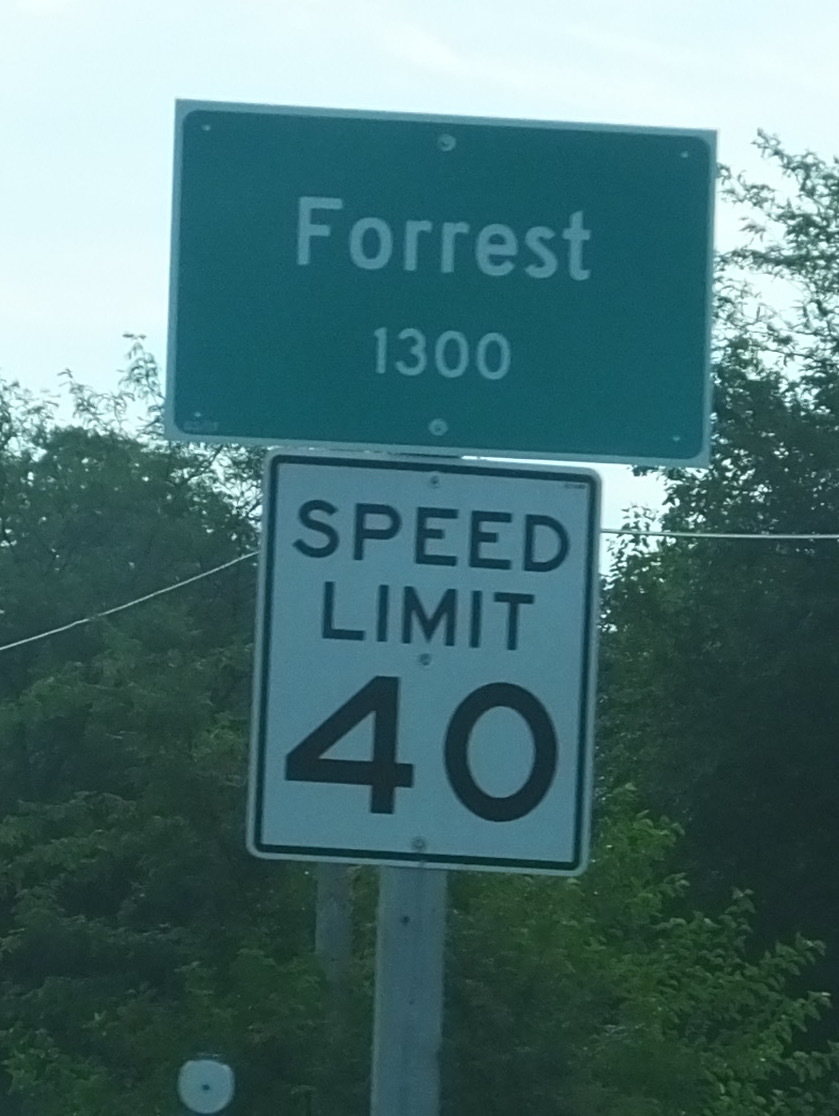 Forrest
1300
SPEED
LIMIT
40